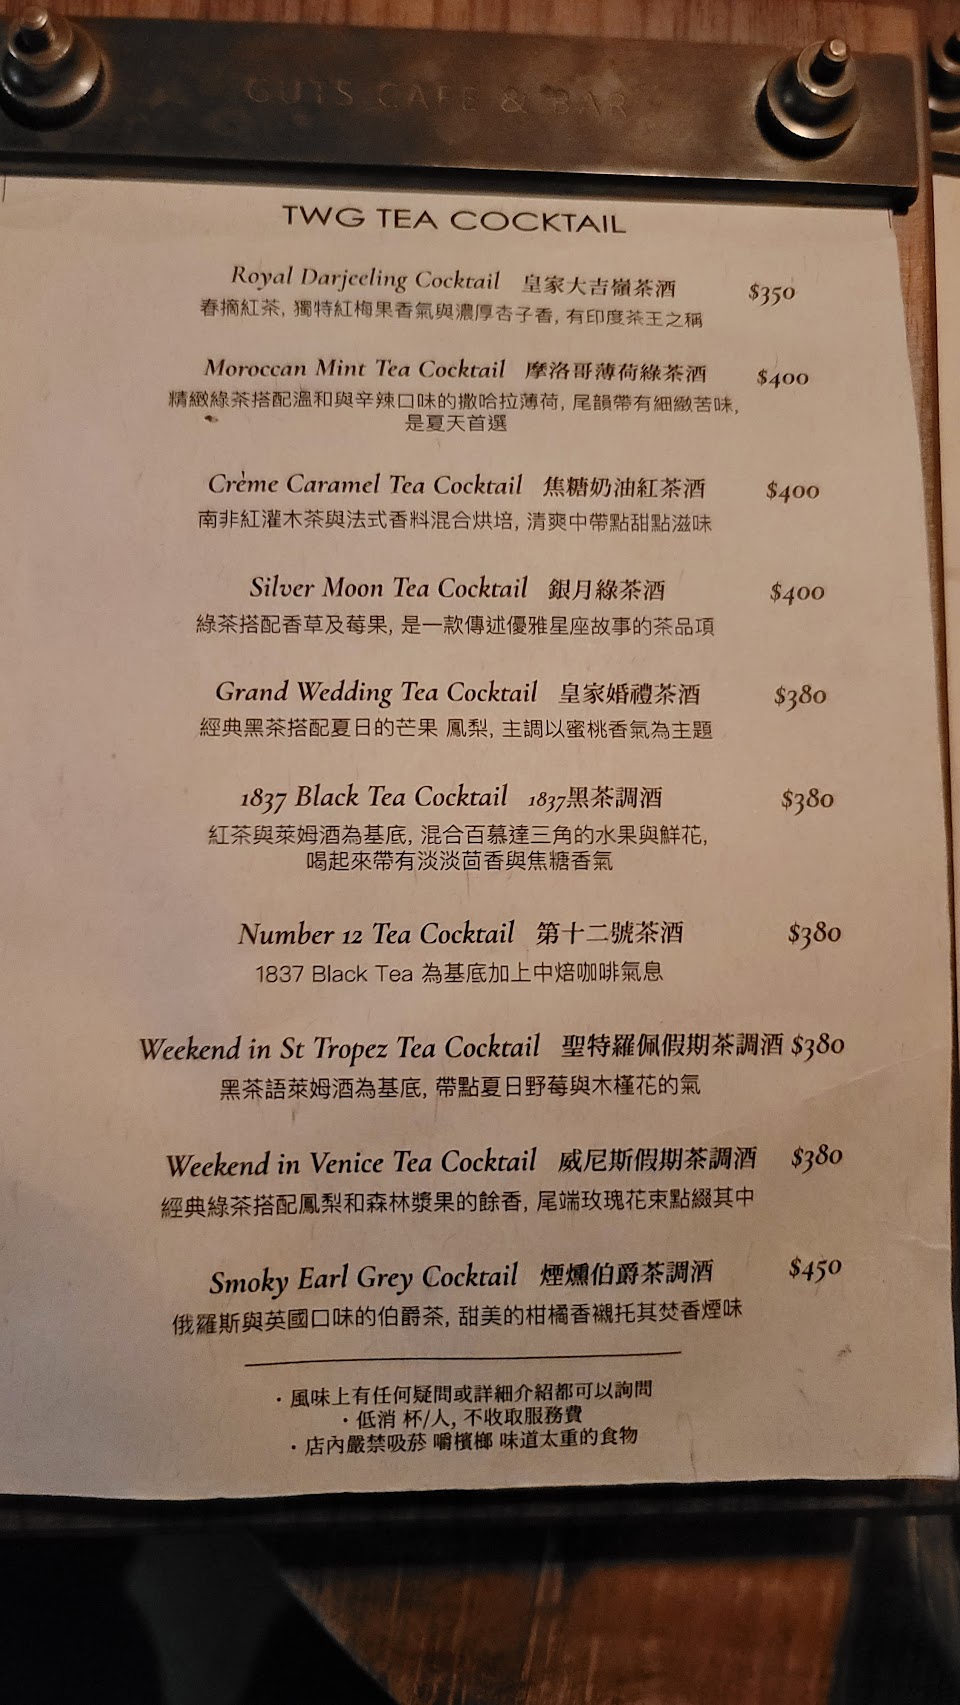 GUTS CAFE & BAR
TWG TEA COCKTAIL
Royal Darjeeling Cocktail 皇家大吉嶺茶酒 $350
春摘紅茶, 獨特紅梅果香氣與濃厚杏子香, 有印度茶王之稱
Moroccan Mint Tea Cocktail 摩洛哥薄荷綠茶酒 $400
精緻綠茶搭配溫和與辛辣口味的撒哈拉薄荷, 尾韻帶有細緻苦味,
是夏天首選
Crème Caramel Tea Cocktail 焦糖奶油紅茶酒 $400
南非紅灌木茶與法式香料混合烘培, 清爽中帶點甜點滋味
Silver Moon Tea Cocktail 銀月綠茶酒 $400
綠茶搭配香草及莓果, 是一款傳述優雅星座故事的茶品項
Grand Wedding Tea Cocktail 皇家婚禮茶酒 $380
經典黑茶搭配夏日的芒果 鳳梨, 主調以蜜桃香氣為主題
1837 Black Tea Cocktail 1837黑茶調酒 $380
紅茶與萊姆酒為基底, 混合百慕達三角的水果與鮮花,
喝起來帶有淡淡茴香與焦糖香氣
Number 12 Tea Cocktail 第十二號茶酒 $380
1837 Black Tea 為基底加上中焙咖啡氣息
Weekend in St Tropez Tea Cocktail 聖特羅佩假期茶調酒 $380
黑茶語萊姆酒為基底, 帶點夏日野莓與木槿花的氣
Weekend in Venice Tea Cocktail 威尼斯假期茶調酒 $380
經典綠茶搭配鳳梨和森林漿果的餘香, 尾端玫瑰花束點綴其中
Smoky Earl Grey Cocktail 煙燻伯爵茶調酒 $450
俄羅斯與英國口味的伯爵茶, 甜美的柑橘香襯托其焚香煙味
· 風味上有任何疑問或詳細介紹都可以詢問
· 低消 杯/人, 不收取服務費
· 店內嚴禁吸菸 嚼檳榔 味道太重的食物